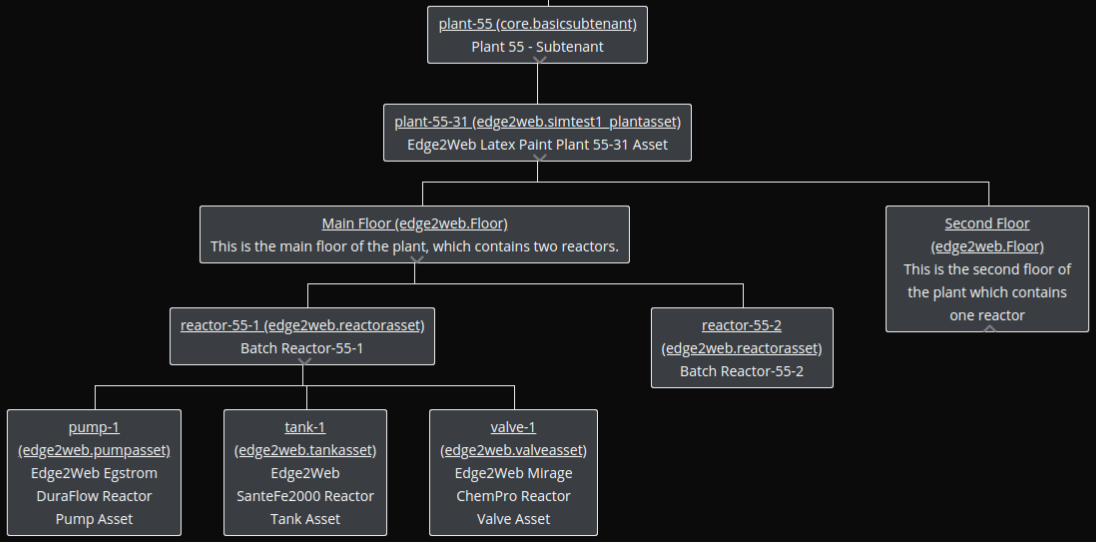 plant-55 (core.basicsubtenant)
Plant 55 - Subtenant
plant-55-31 (edge2web.simtest1_plantasset)
Edge2Web Latex Paint Plant 55-31 Asset
Main Floor (edge2web.Floor)
This is the main floor of the plant, which contains two reactors.
Second Floor
(edge2web.Floor)
This is the second floor of
the plant which contains
one reactor
reactor-55-1 (edge2web.reactorasset)
Batch Reactor-55-1
reactor-55-2
(edge2web.reactorasset)
Batch Reactor-55-2
pump-1
(edge2web.pumpasset)
Edge2Web Egstrom
DuraFlow Reactor
Pump Asset
tank-1
(edge2web.tankasset)
Edge2Web
SanteFe2000 Reactor
Tank Asset
valve-1
(edge2web.valveasset)
Edge2Web Mirage
ChemPro Reactor
Valve Asset